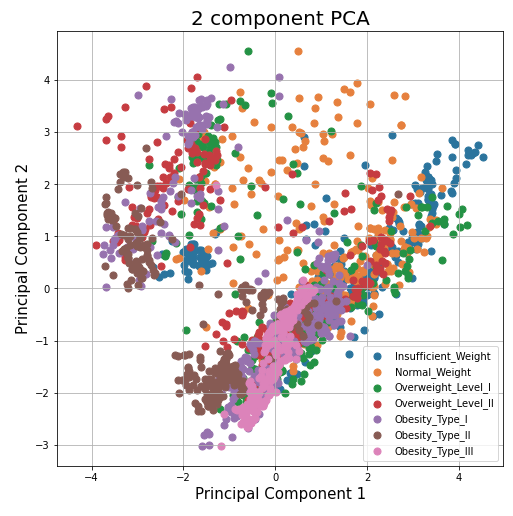 2 component PCA
Principal Component 2
4
3
2
1
0
−1
−2
−3
Insufficient_Weight
Normal_Weight
Overweight_Level_I
Overweight_Level_II
Obesity_Type_I
Obesity_Type_II
Obesity_Type_III
−4
−2
0
2
4
Principal Component 1